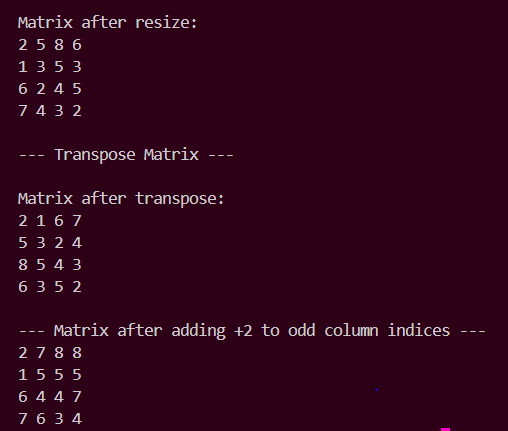 Matrix after resize:
2 5 8 6
1 3 5 3
6 2 4 5
7 4 3 2
--- Transpose Matrix ---
Matrix after transpose:
2 1 6 7
5 3 2 4
8 5 4 3
6 3 5 2
--- Matrix after adding +2 to odd column indices ---
2 7 8 8
1 5 5 5
6 4 4 7
7 6 3 4